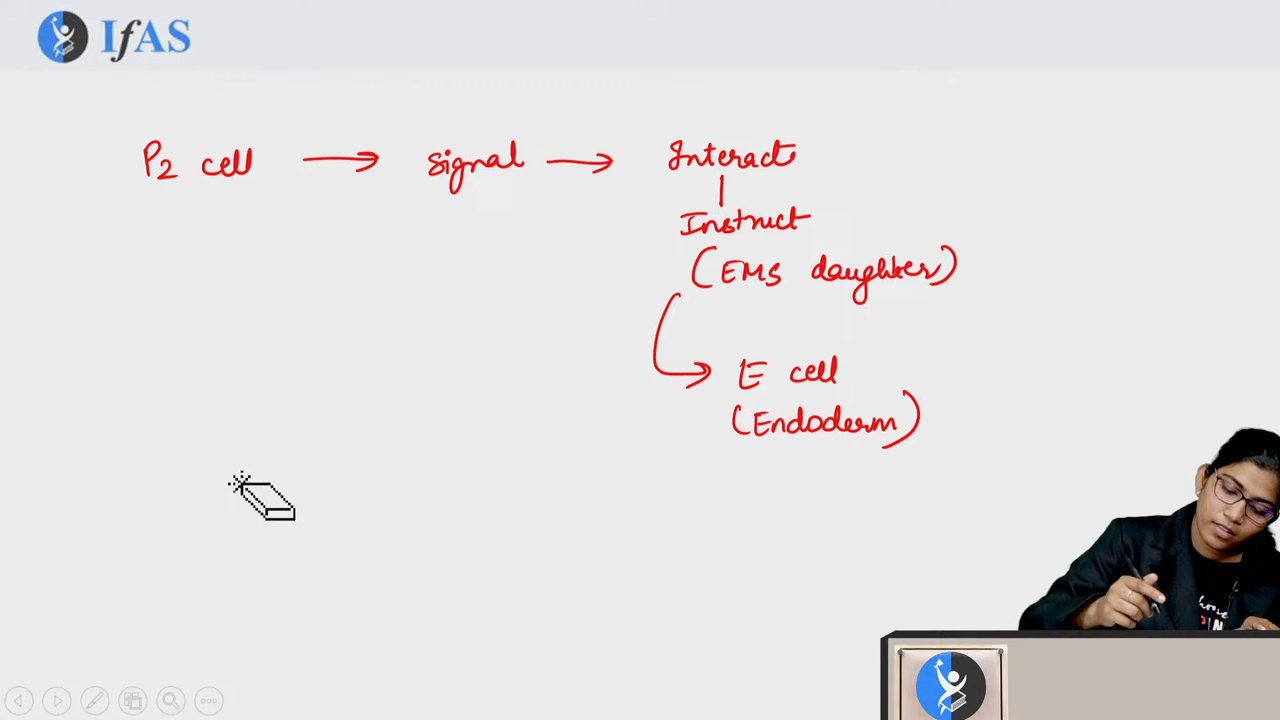 IfAS
P2 cell → signal → Interact
Instruct
(EMS daughter)
E cell
(Endoderm)